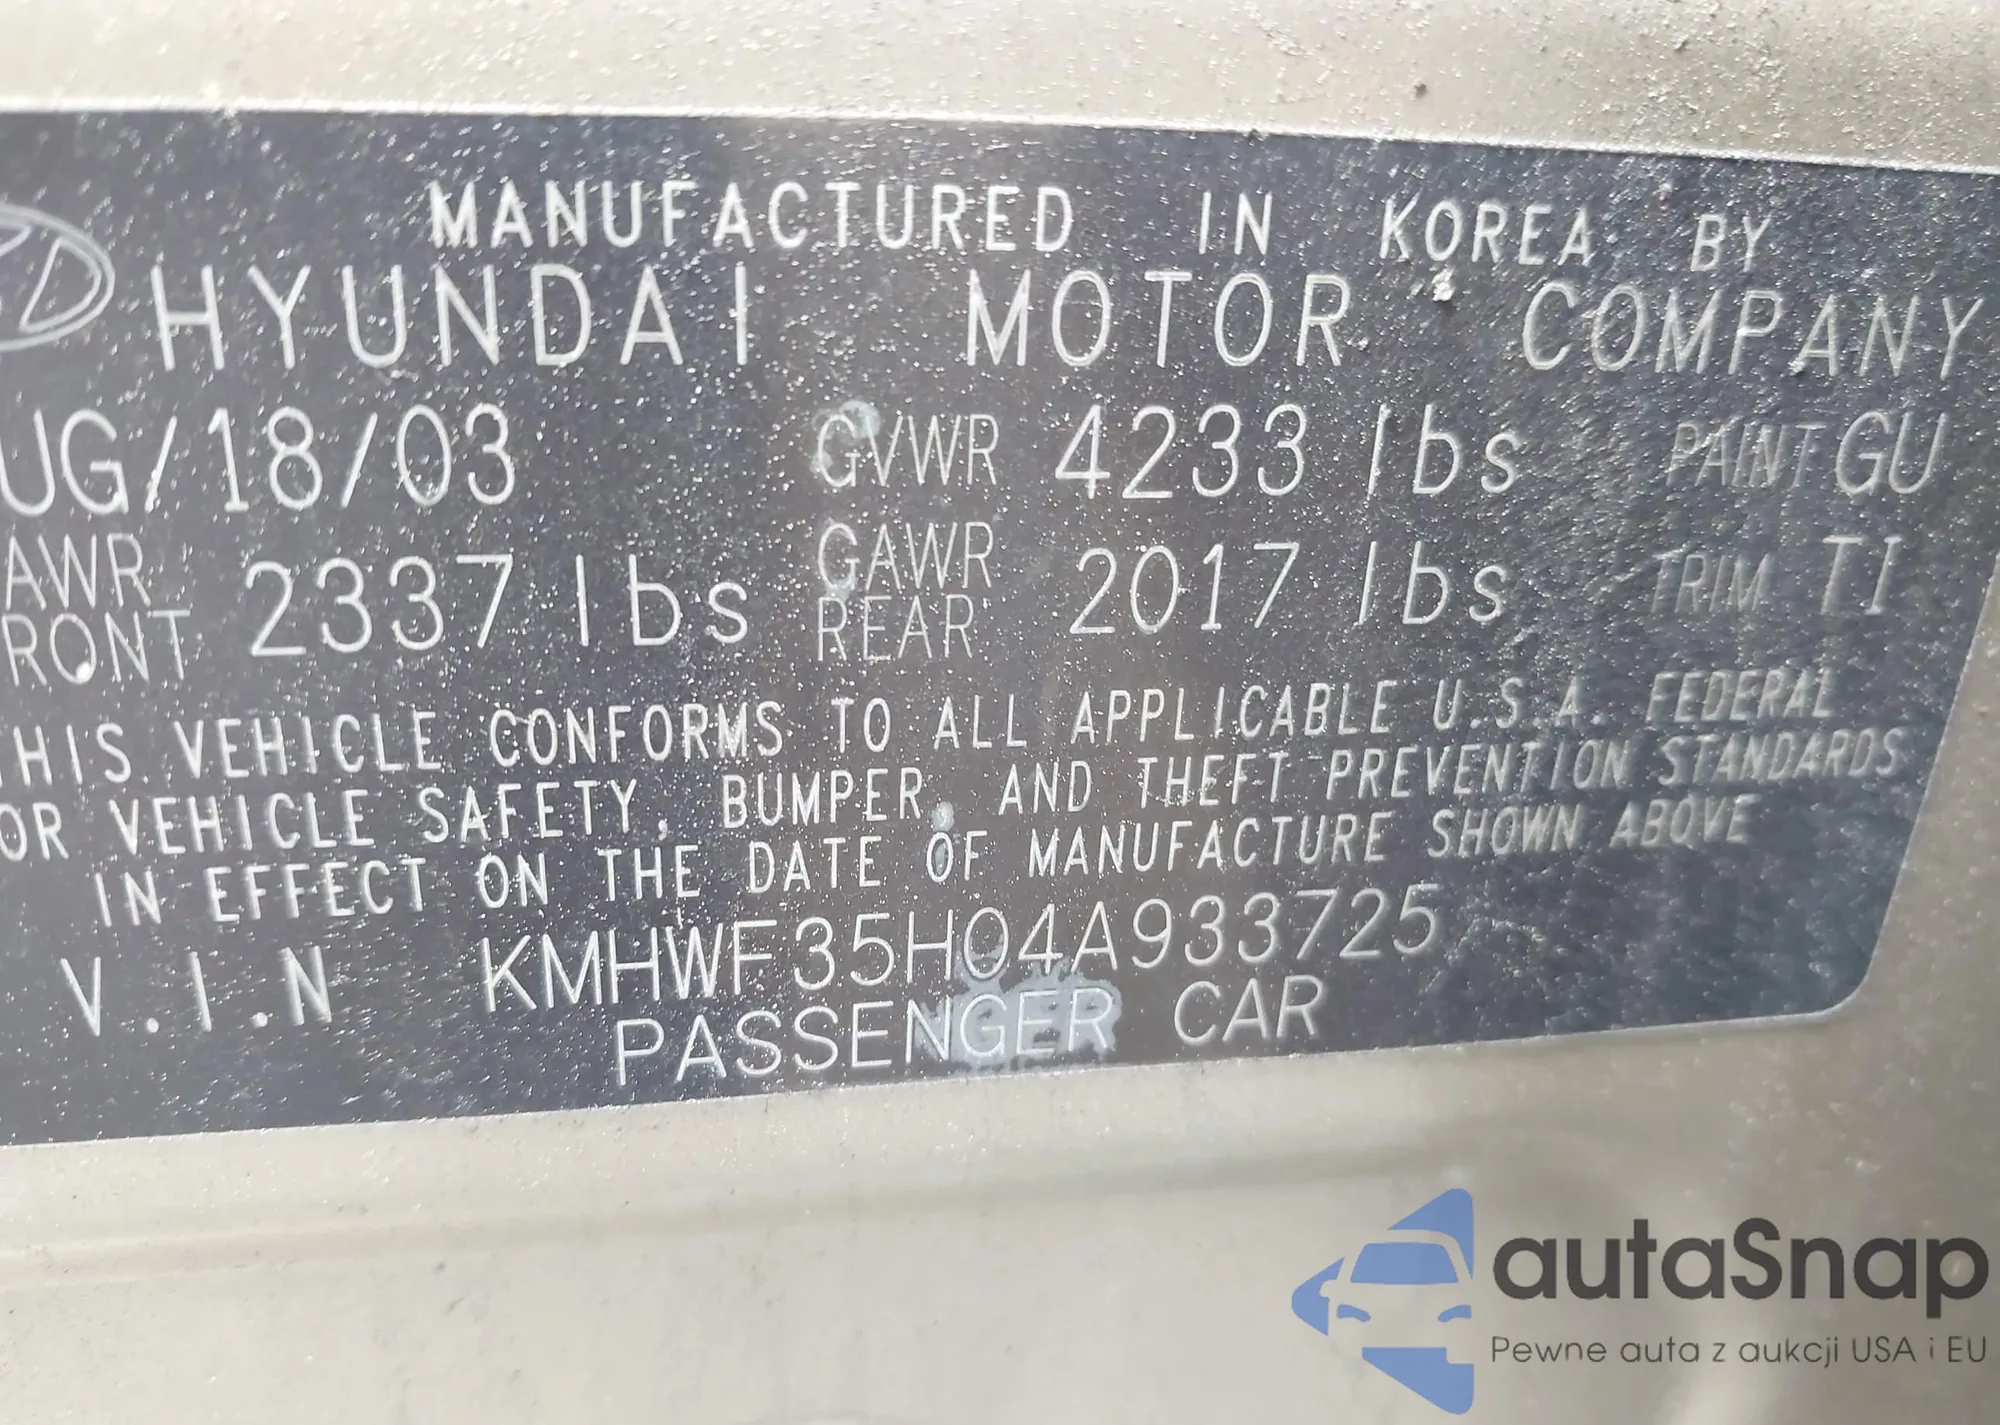 MANUFACTURED IN KOREA BY
HYUNDAI MOTOR COMPANY
UG/18/03 GVWR 4233 lbs PAINT GU
AWR RONT 2337 lbs GAWR REAR 2017 lbs TRIM TI
HIS VEHICLE CONFORMS TO ALL APPLICABLE U.S.A. FEDERAL
OR VEHICLE SAFETY, BUMPER, AND THEFT PREVENTION STANDARDS
IN EFFECT ON THE DATE OF MANUFACTURE SHOWN ABOVE
V.I.N KMHWF35H04A933725
PASSENGER CAR
autaSnap
Pewne auta z aukcji USA i EU